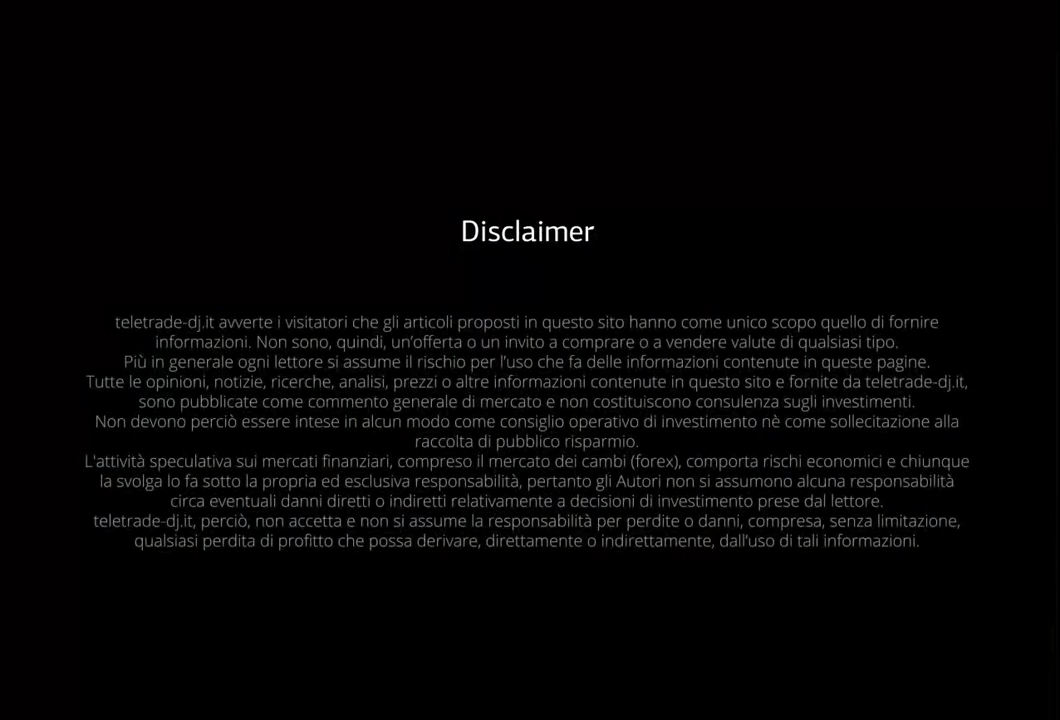 Disclaimer
teletrade-dj.it avverte i visitatori che gli articoli proposti in questo sito hanno come unico scopo quello di fornire
informazioni. Non sono, quindi, un'offerta o un invito a comprare o a vendere valute di qualsiasi tipo.
Più in generale ogni lettore si assume il rischio per l'uso che fa delle informazioni contenute in queste pagine.
Tutte le opinioni, notizie, ricerche, analisi, prezzi o altre informazioni contenute in questo sito e fornite da teletrade-dj.it,
sono pubblicate come commento generale di mercato e non costituiscono consulenza sugli investimenti.
Non devono perciò essere intese in alcun modo come consiglio operativo di investimento nè come sollecitazione alla
raccolta di pubblico risparmio.
L'attività speculativa sui mercati finanziari, compreso il mercato dei cambi (forex), comporta rischi economici e chiunque
la svolga lo fa sotto la propria ed esclusiva responsabilità, pertanto gli Autori non si assumono alcuna responsabilità
circa eventuali danni diretti o indiretti relativamente a decisioni di investimento prese dal lettore.
teletrade-dj.it, perciò, non accetta e non si assume la responsabilità per perdite o danni, compresa, senza limitazione,
qualsiasi perdita di profitto che possa derivare, direttamente o indirettamente, dall'uso di tali informazioni.